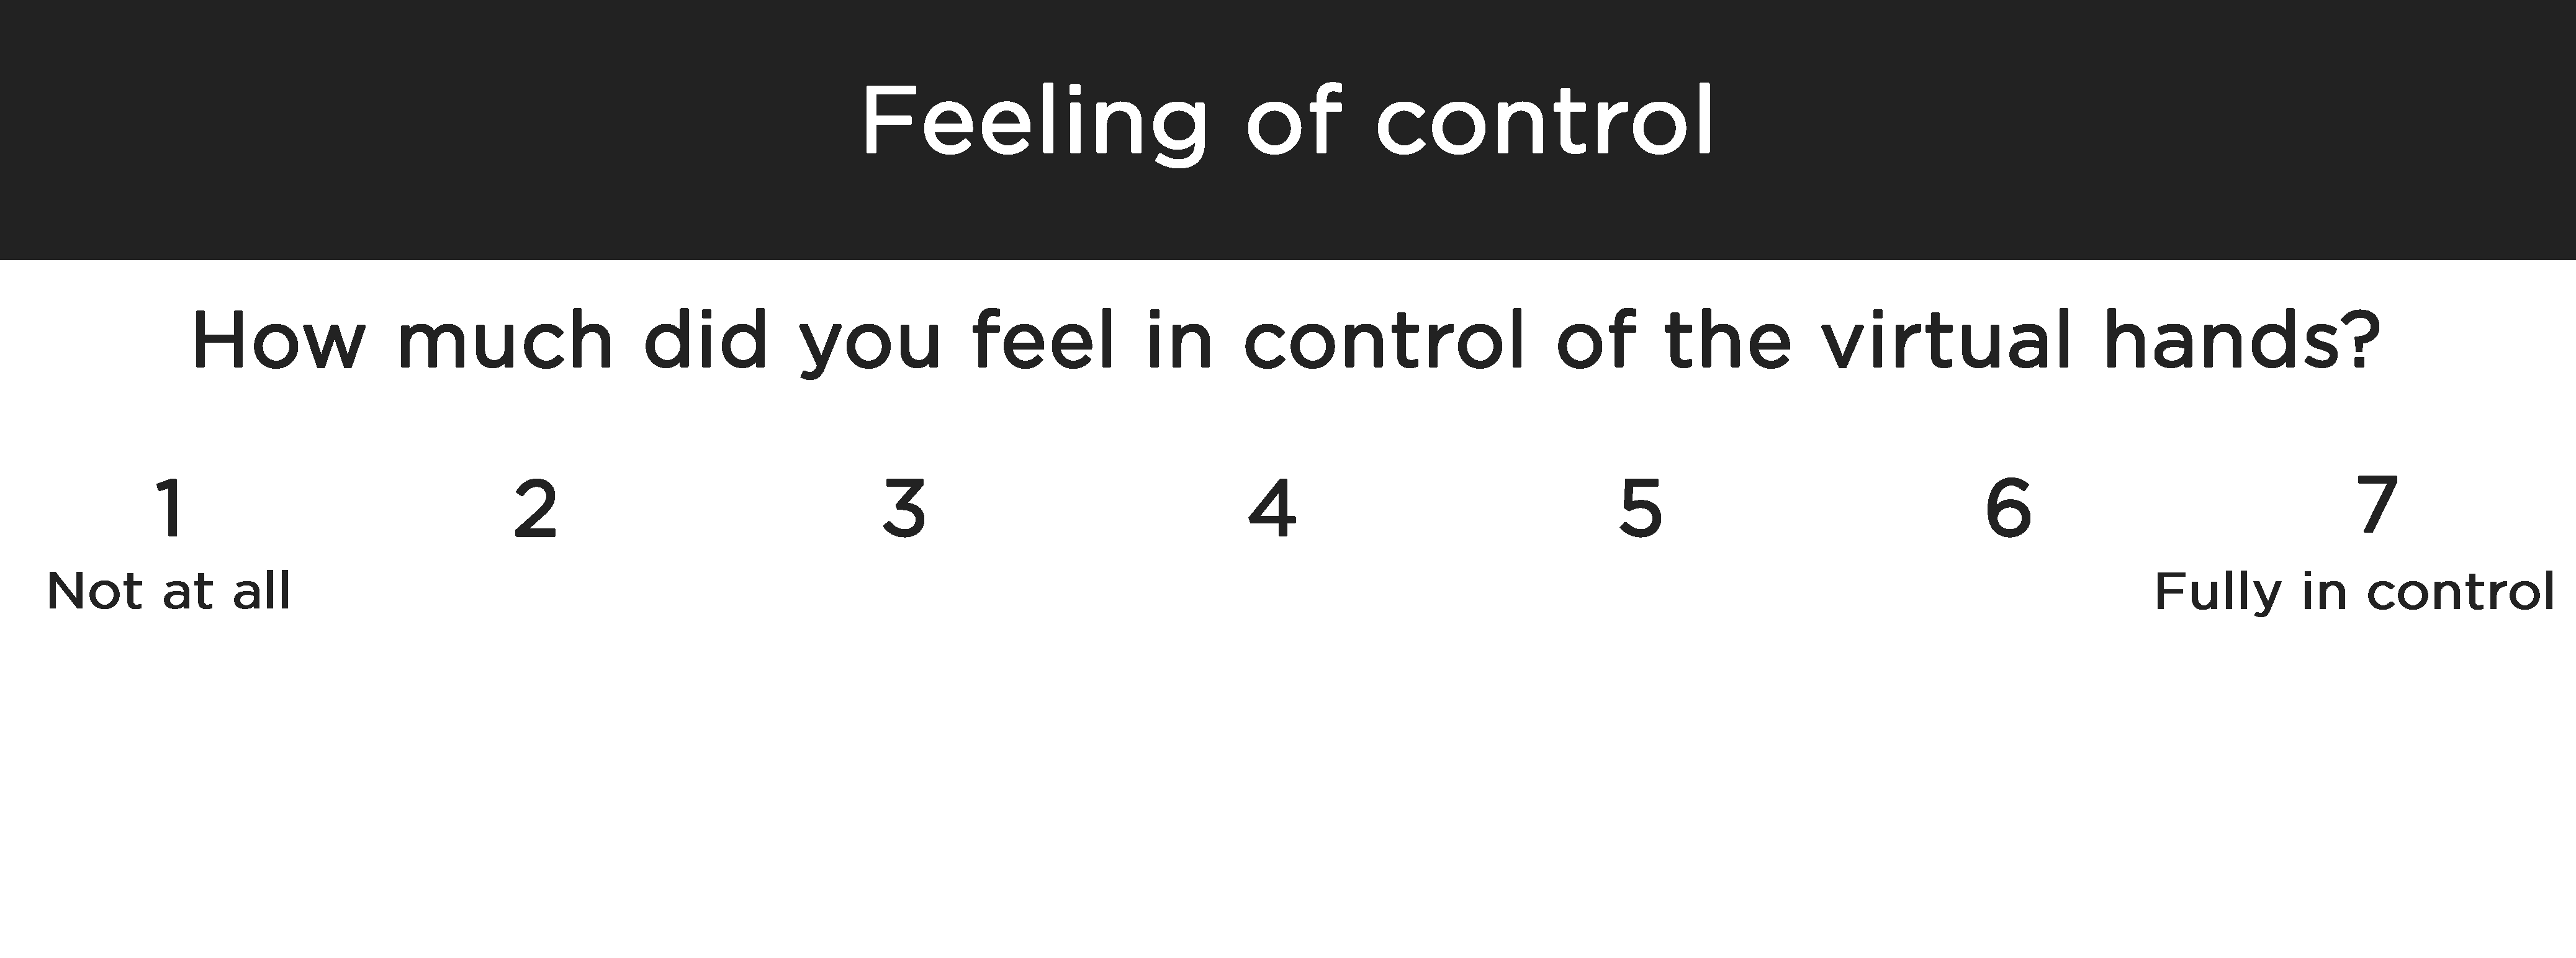 Feeling of control
How much did you feel in control of the virtual hands?
1 2 3 4 5 6 7
Not at all Fully in control